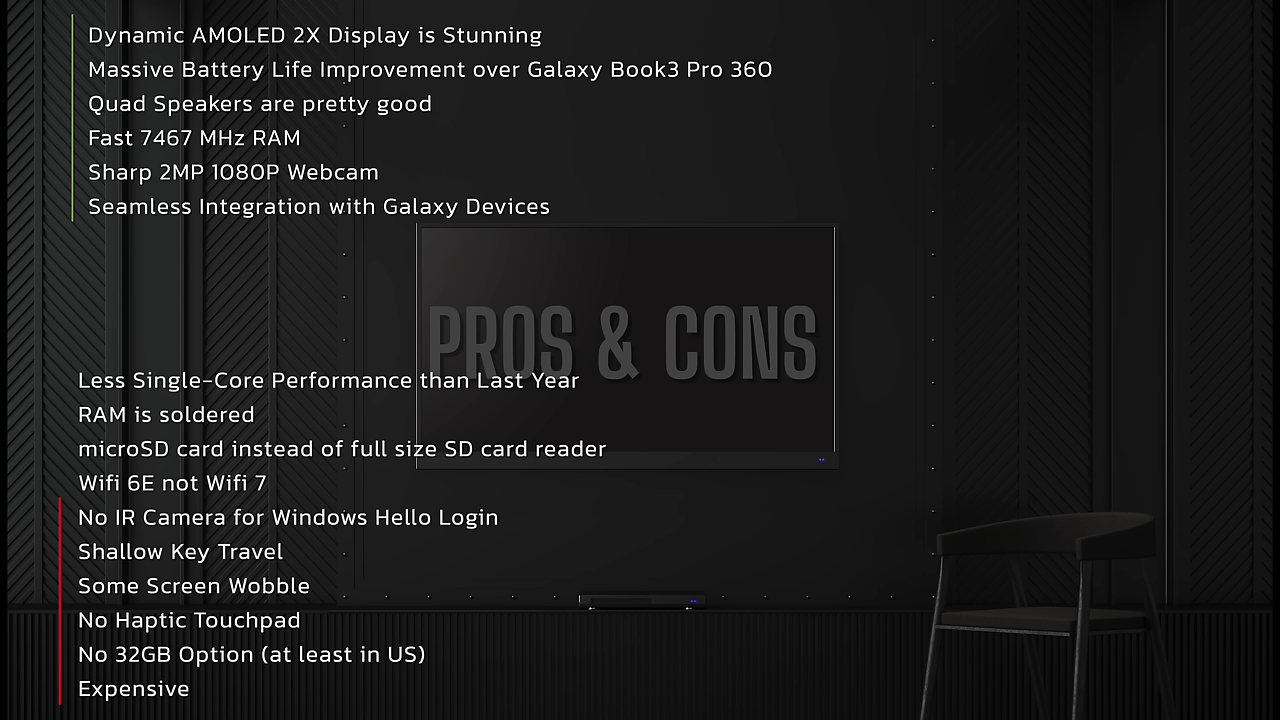 Dynamic AMOLED 2X Display is Stunning
Massive Battery Life Improvement over Galaxy Book3 Pro 360
Quad Speakers are pretty good
Fast 7467 MHz RAM
Sharp 2MP 1080P Webcam
Seamless Integration with Galaxy Devices
PROS & CONS
Less Single-Core Performance than Last Year
RAM is soldered
microSD card instead of full size SD card reader
Wifi 6E not Wifi 7
No IR Camera for Windows Hello Login
Shallow Key Travel
Some Screen Wobble
No Haptic Touchpad
No 32GB Option (at least in US)
Expensive